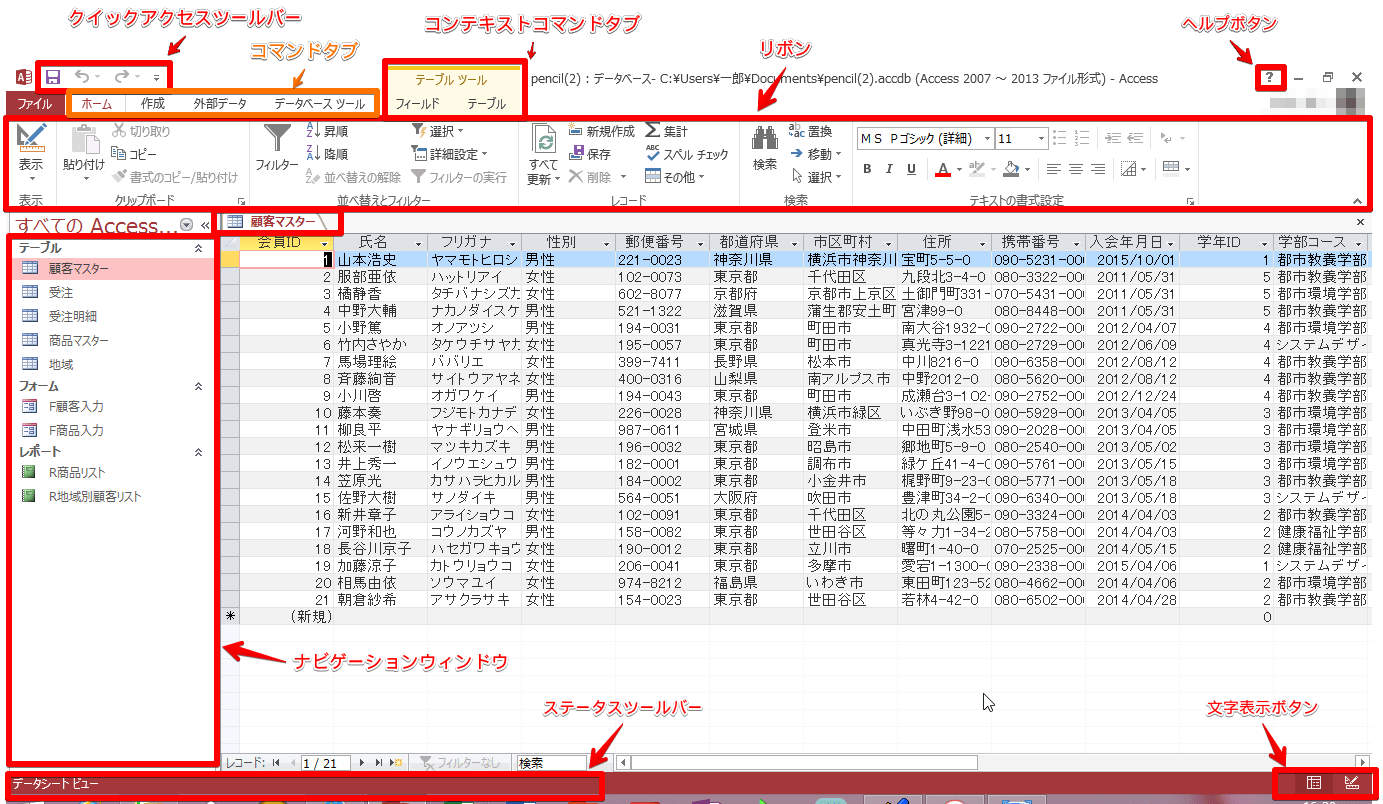 クイックアクセスツールバー
コンテキストコマンドタブ
ヘルプボタン
コマンドタブ
リボン
テーブル ツール
pencil(2) : データベース- C:¥Users¥一郎¥Documents¥pencil(2).accdb (Access 2007 ～ 2013 ファイル形式) - Access
?
ファイル ホーム 作成 外部データ データベース ツール フィールド テーブル
表示
表示
貼り付け
切り取り
コピー
書式のコピー/貼り付け
クリップボード
フィルター
昇順
降順
並べ替えの解除
選択
詳細設定
フィルターの実行
並べ替えとフィルター
すべて
更新
新規作成
保存
削除
集計
スペル チェック
その他
レコード
検索
置換
移動
選択
検索
MS Pゴシック (詳細) 11
B I U A
テキストの書式設定
すべての Access... «
顧客マスター
テーブル
顧客マスター
受注
受注明細
商品マスター
地域
フォーム
F顧客入力
F商品入力
レポート
R商品リスト
R地域別顧客リスト
会員ID 氏名 フリガナ 性別 郵便番号 都道府県 市区町村 住所 携帯番号 入会年月日 学年ID 学部コース
1 山本浩史 ヤマモトヒロシ 男性 221-0023 神奈川県 横浜市神奈川 宝町5-5-0 090-5231-00 2015/10/01 1 都市教養学部
2 服部亜依 ハットリアイ 女性 102-0073 東京都 千代田区 九段北3-4-0 080-3322-00 2011/05/31 5 都市教養学部
3 橘静香 タチバナシズカ 女性 602-8077 京都府 京都市上京区 土御門町331- 070-5431-00 2011/05/31 5 都市環境学部
4 中野大輔 ナカノダイスケ 男性 521-1322 滋賀県 蒲生郡安土町 宮津99-0 080-8448-00 2011/05/31 5 都市教養学部
5 小野篤 オノアツシ 男性 194-0031 東京都 町田市 南大谷1932-0 090-2722-00 2012/04/07 4 都市環境学部
6 竹内さやか タケウチサヤカ 女性 195-0057 東京都 町田市 真光寺3-1221 080-2729-00 2012/06/09 4 システムデザイ
7 馬場理絵 ババリエ 女性 399-7411 長野県 松本市 中川8216-0 090-6358-00 2012/08/12 4 都市教養学部
8 斉藤絢音 サイトウアヤネ 女性 400-0316 山梨県 南アルプス市 中野2012-0 080-5620-00 2012/08/12 4 都市教養学部
9 小川啓 オガワケイ 男性 194-0043 東京都 町田市 成瀬台3-102- 090-2752-00 2012/12/24 4 都市環境学部
10 藤本奏 フジモトカナデ 女性 226-0028 神奈川県 横浜市緑区 いぶき野98-0 090-5929-00 2013/04/05 3 都市環境学部
11 柳良平 ヤナギリョウヘ 男性 987-0611 宮城県 登米市 中田町浅水53 090-2028-00 2013/04/05 3 都市環境学部
12 松来一樹 マツキカズキ 男性 196-0032 東京都 昭島市 郷地町5-9-0 080-2540-00 2013/05/02 3 都市環境学部
13 井上秀一 イノウエシュウ 男性 182-0001 東京都 調布市 緑ケ丘41-4-0 090-5761-00 2013/05/15 3 都市環境学部
14 笠原光 カサハラヒカル 男性 184-0002 東京都 小金井市 梶野町9-23-0 080-5771-00 2013/05/18 3 都市環境学部
15 佐野大樹 サノダイキ 男性 564-0051 大阪府 吹田市 豊津町34-2-0 090-6340-00 2013/05/18 3 システムデザイ
16 新井章子 アライショウコ 女性 102-0091 東京都 千代田区 北の丸公園5- 090-3324-00 2014/04/03 2 都市教養学部
17 河野和也 コウノカズヤ 男性 158-0082 東京都 世田谷区 等々力1-34-2 080-5758-00 2014/04/03 2 健康福祉学部
18 長谷川京子 ハセガワキョウ 女性 190-0012 東京都 立川市 曙町1-40-0 070-2525-00 2014/05/15 2 健康福祉学部
19 加藤涼子 カトウリョウコ 女性 206-0041 東京都 多摩市 愛宕1-1300-0 090-2338-00 2015/04/06 1 システムデザイ
20 相馬由依 ソウマユイ 女性 974-8212 福島県 いわき市 東田町123-52 080-4662-00 2014/04/06 2 都市環境学部
21 朝倉紗希 アサクラサキ 女性 154-0023 東京都 世田谷区 若林4-42-0 080-6502-00 2014/04/28 2 都市教養学部
* (新規) 0
ナビゲーションウィンドウ
ステータスツールバー
文字表示ボタン
レコード: 1 / 21 フィルターなし 検索
データシート ビュー